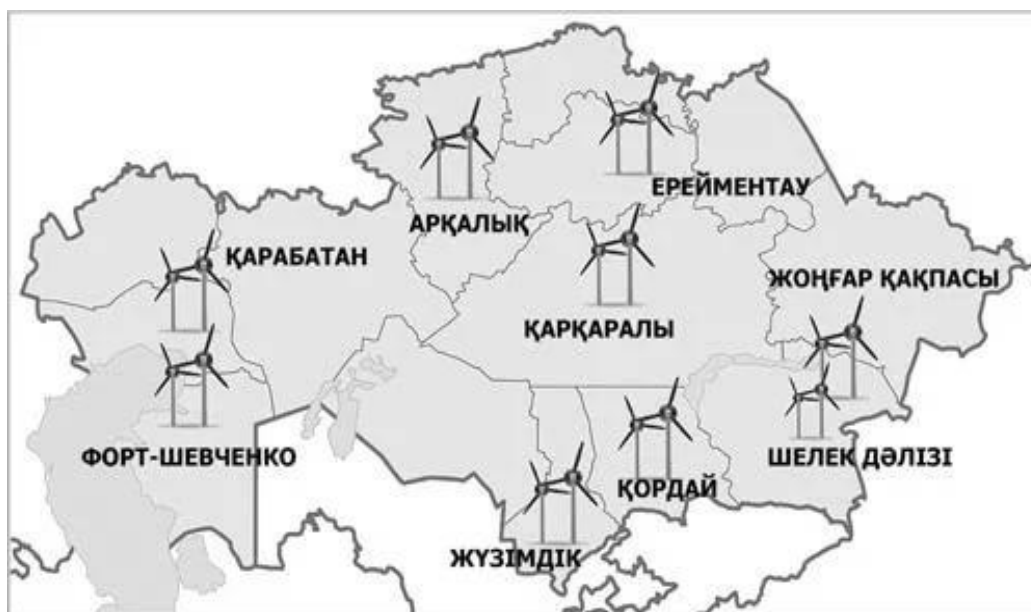 ЕРЕЙМЕНТАУ
АРҚАЛЫҚ
ҚАРАБАТАН
ЖОҢҒАР ҚАҚПАСЫ
ҚАРҚАРАЛЫ
ФОРТ-ШЕВЧЕНКО
ШЕЛЕК ДӘЛІЗІ
ҚОРДАЙ
ЖҮЗІМДІК